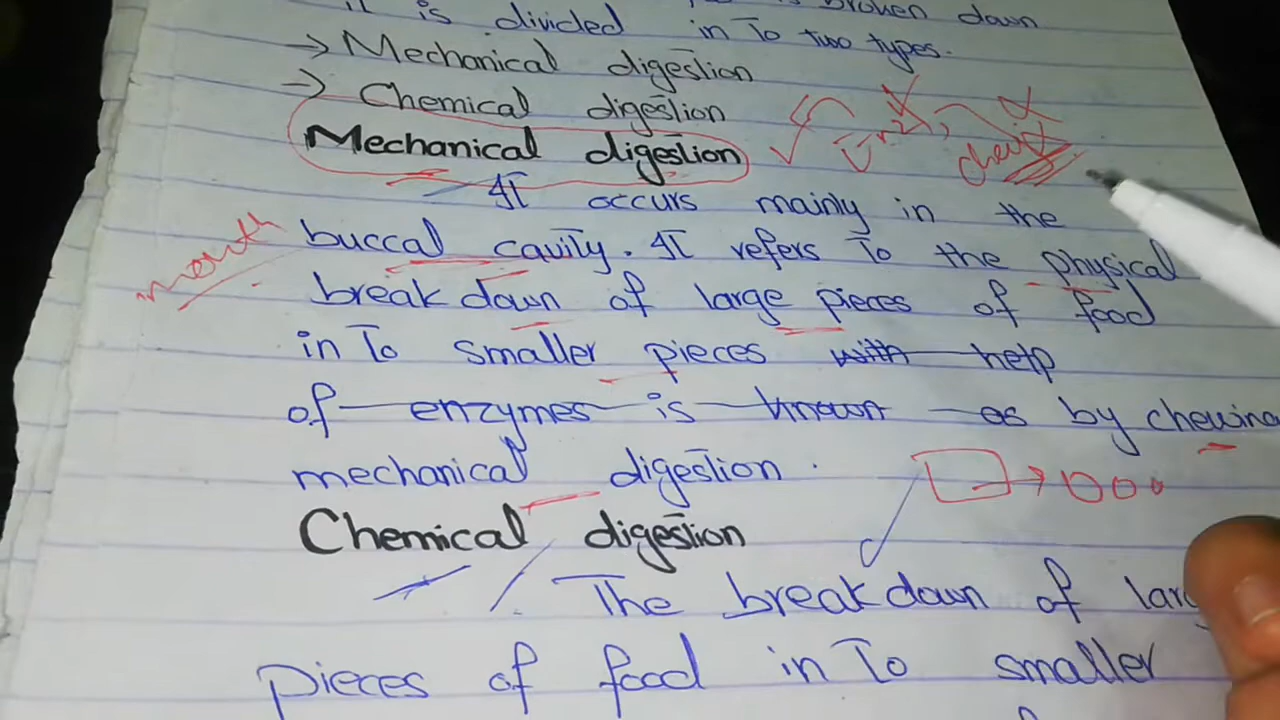 it is divided in To two types.
→ Mechanical digestion
→ Chemical digestion
Mechanical digestion
It occurs mainly in the
mouth
buccal cavity. It refers To the physical
break down of large pieces of food
in To smaller pieces with help
of enzymes is known as by chewing
mechanical digestion.
Chemical digestion
The breakdown of
pieces of food in To smaller